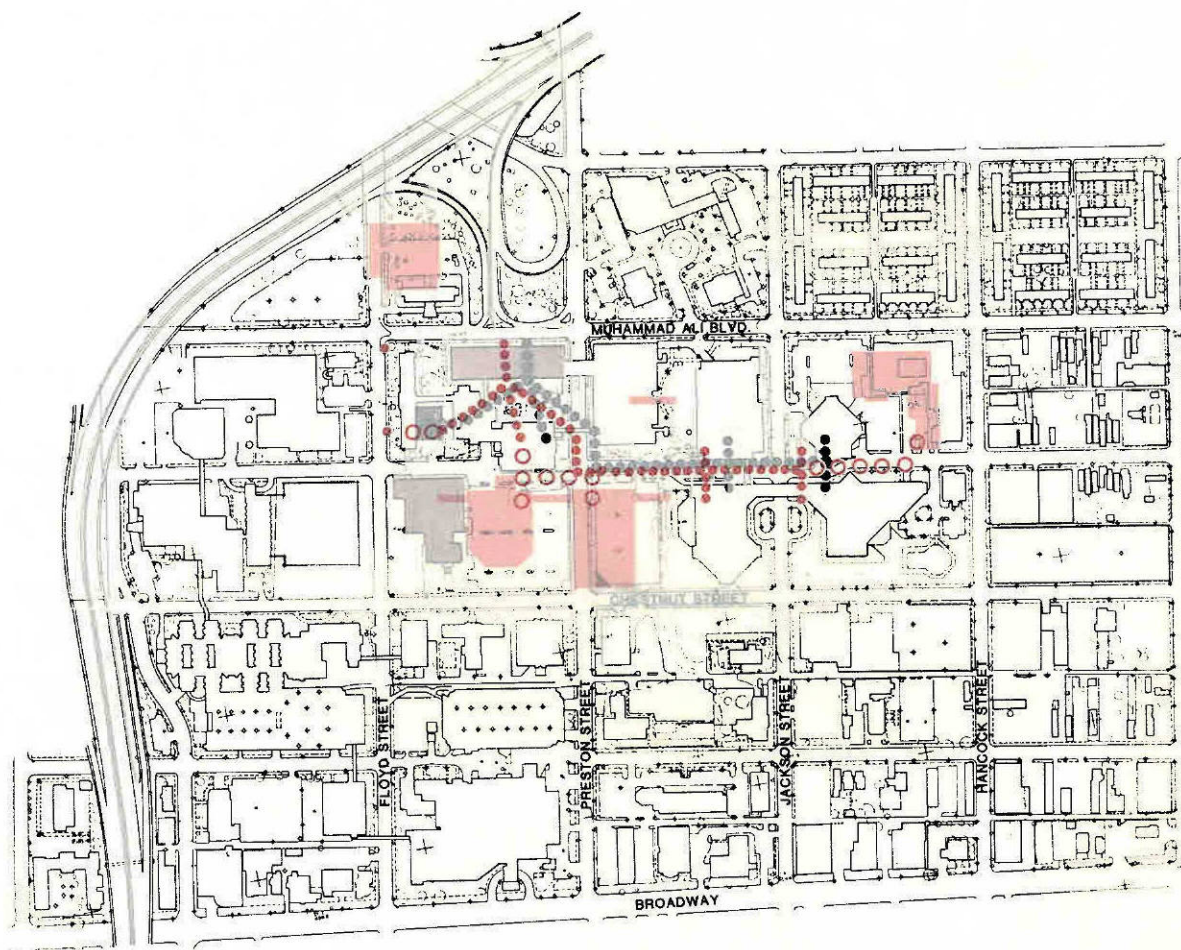 MUHAMMAD ALI BLVD.
CHESTNUT STREET
FLOYD STREET
PRESTON STREET
JACKSON STREET
HANCOCK STREET
BROADWAY